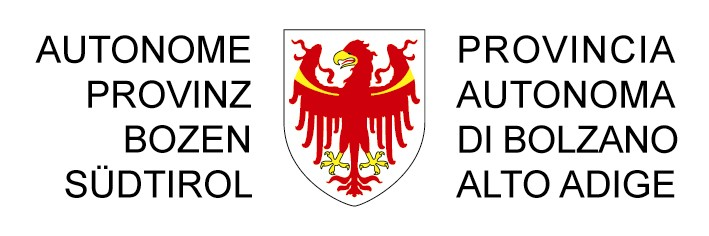 AUTONOME
PROVINZ
BOZEN
SÜDTIROL
PROVINCIA
AUTONOMA
DI BOLZANO
ALTO ADIGE